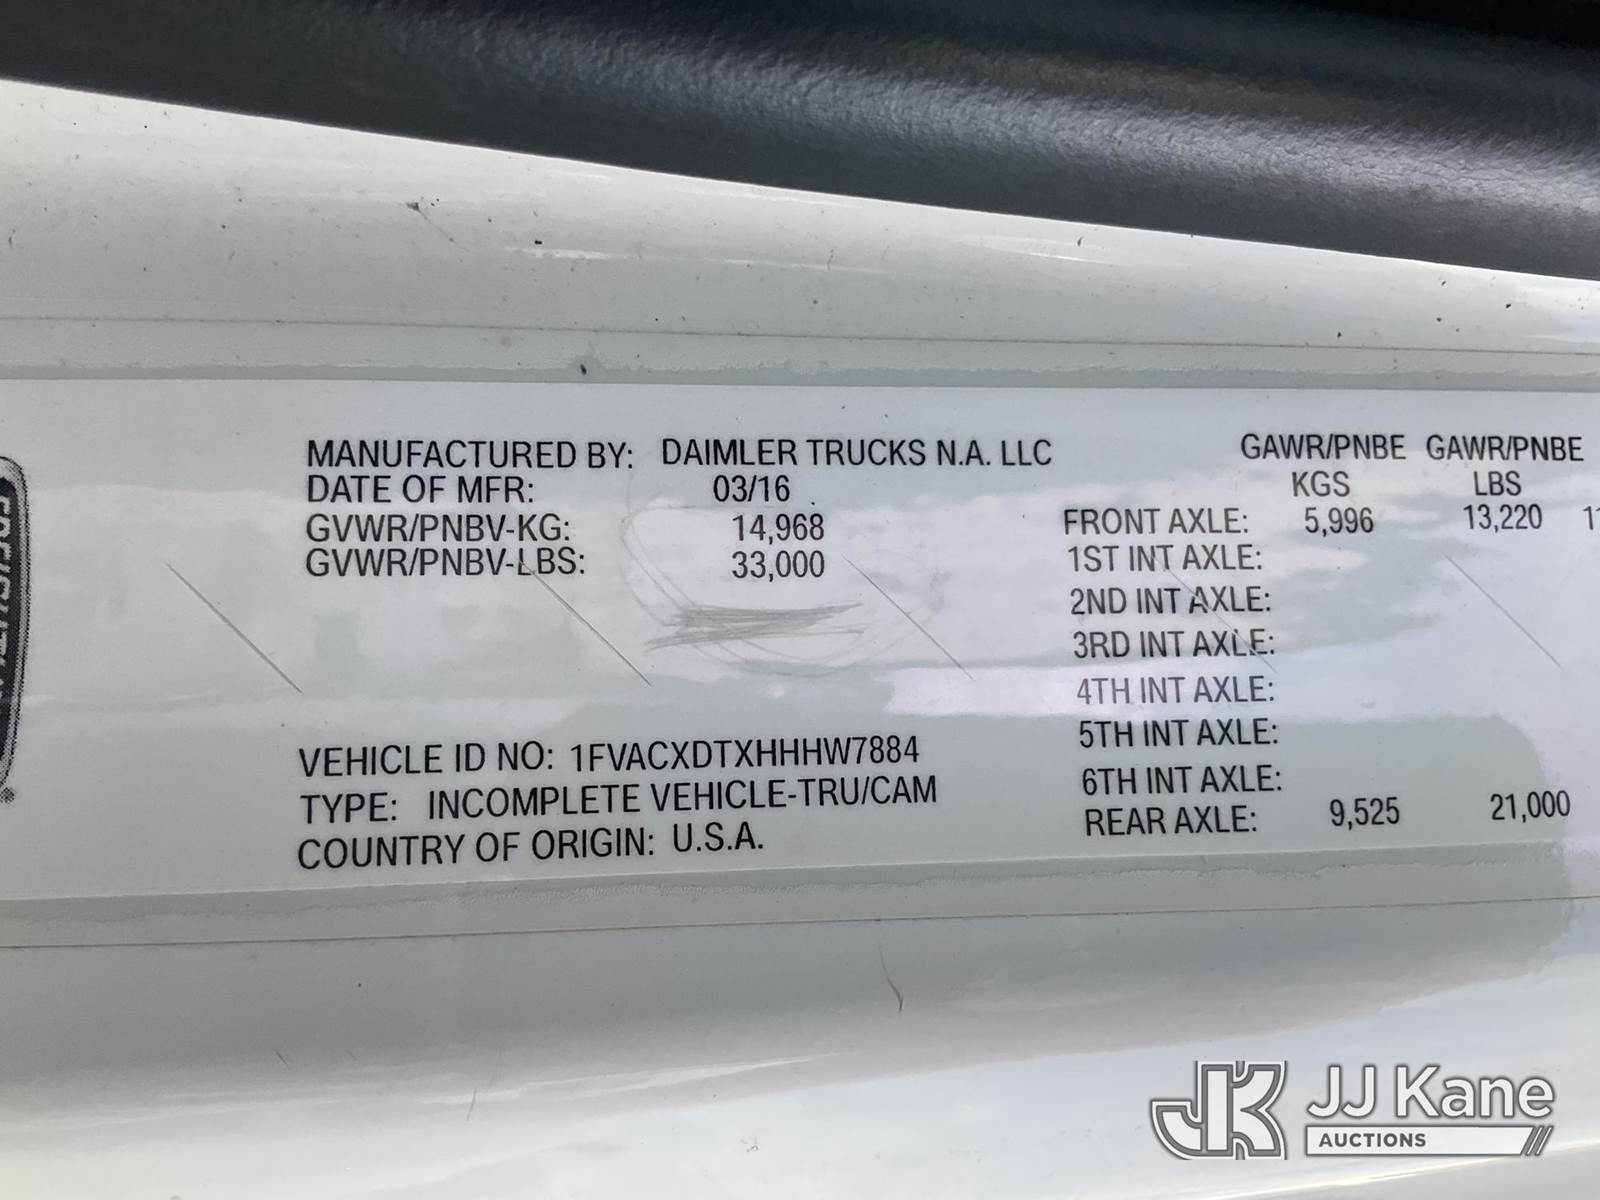 MANUFACTURED BY: DAIMLER TRUCKS N.A. LLC
DATE OF MFR: 03/16
GVWR/PNBV-KG: 14,968
GVWR/PNBV-LBS: 33,000
VEHICLE ID NO: 1FVACXDTXHHHW7884
TYPE: INCOMPLETE VEHICLE-TRU/CAM
COUNTRY OF ORIGIN: U.S.A.
GAWR/PNBE GAWR/PNBE
KGS LBS
FRONT AXLE: 5,996 13,220
1ST INT AXLE:
2ND INT AXLE:
3RD INT AXLE:
4TH INT AXLE:
5TH INT AXLE:
6TH INT AXLE:
REAR AXLE: 9,525 21,000
JJ Kane
AUCTIONS